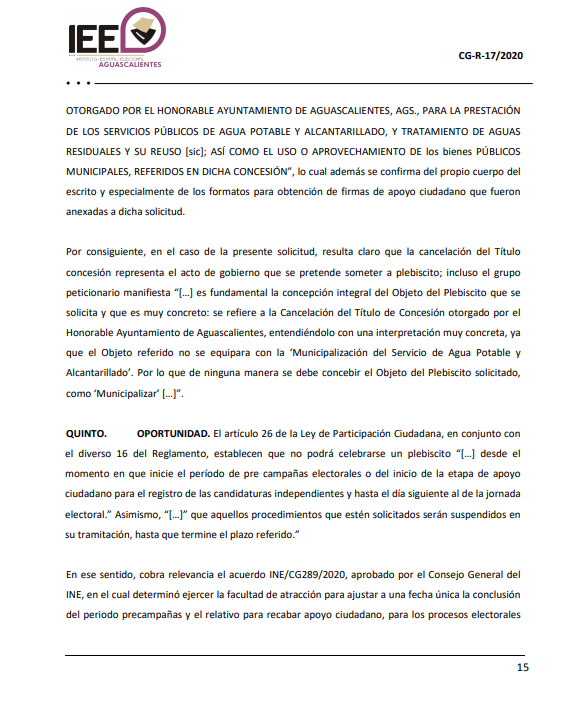 IEE
INSTITUTO ESTATAL ELECTORAL
AGUASCALIENTES
CG-R-17/2020
OTORGADO POR EL HONORABLE AYUNTAMIENTO DE AGUASCALIENTES, AGS., PARA LA PRESTACIÓN
DE LOS SERVICIOS PÚBLICOS DE AGUA POTABLE Y ALCANTARILLADO, Y TRATAMIENTO DE AGUAS
RESIDUALES Y SU REUSO [sic]; ASÍ COMO EL USO O APROVECHAMIENTO DE los bienes PÚBLICOS
MUNICIPALES, REFERIDOS EN DICHA CONCESIÓN”, lo cual además se confirma del propio cuerpo del
escrito y especialmente de los formatos para obtención de firmas de apoyo ciudadano que fueron
anexadas a dicha solicitud.
Por consiguiente, en el caso de la presente solicitud, resulta claro que la cancelación del Título
concesión representa el acto de gobierno que se pretende someter a plebiscito; incluso el grupo
peticionario manifiesta “[…] es fundamental la concepción integral del Objeto del Plebiscito que se
solicita y que es muy concreto: se refiere a la Cancelación del Título de Concesión otorgado por el
Honorable Ayuntamiento de Aguascalientes, entendiéndolo con una interpretación muy concreta, ya
que el Objeto referido no se equipara con la ‘Municipalización del Servicio de Agua Potable y
Alcantarillado’. Por lo que de ninguna manera se debe concebir el Objeto del Plebiscito solicitado,
como ‘Municipalizar’ […]”.
QUINTO. OPORTUNIDAD. El artículo 26 de la Ley de Participación Ciudadana, en conjunto con
el diverso 16 del Reglamento, establecen que no podrá celebrarse un plebiscito “[…] desde el
momento en que inicie el período de pre campañas electorales o del inicio de la etapa de apoyo
ciudadano para el registro de las candidaturas independientes y hasta el día siguiente al de la jornada
electoral.” Asimismo, “[…]” que aquellos procedimientos que estén solicitados serán suspendidos en
su tramitación, hasta que termine el plazo referido.”
En ese sentido, cobra relevancia el acuerdo INE/CG289/2020, aprobado por el Consejo General del
INE, en el cual determinó ejercer la facultad de atracción para ajustar a una fecha única la conclusión
del periodo precampañas y el relativo para recabar apoyo ciudadano, para los procesos electorales
15